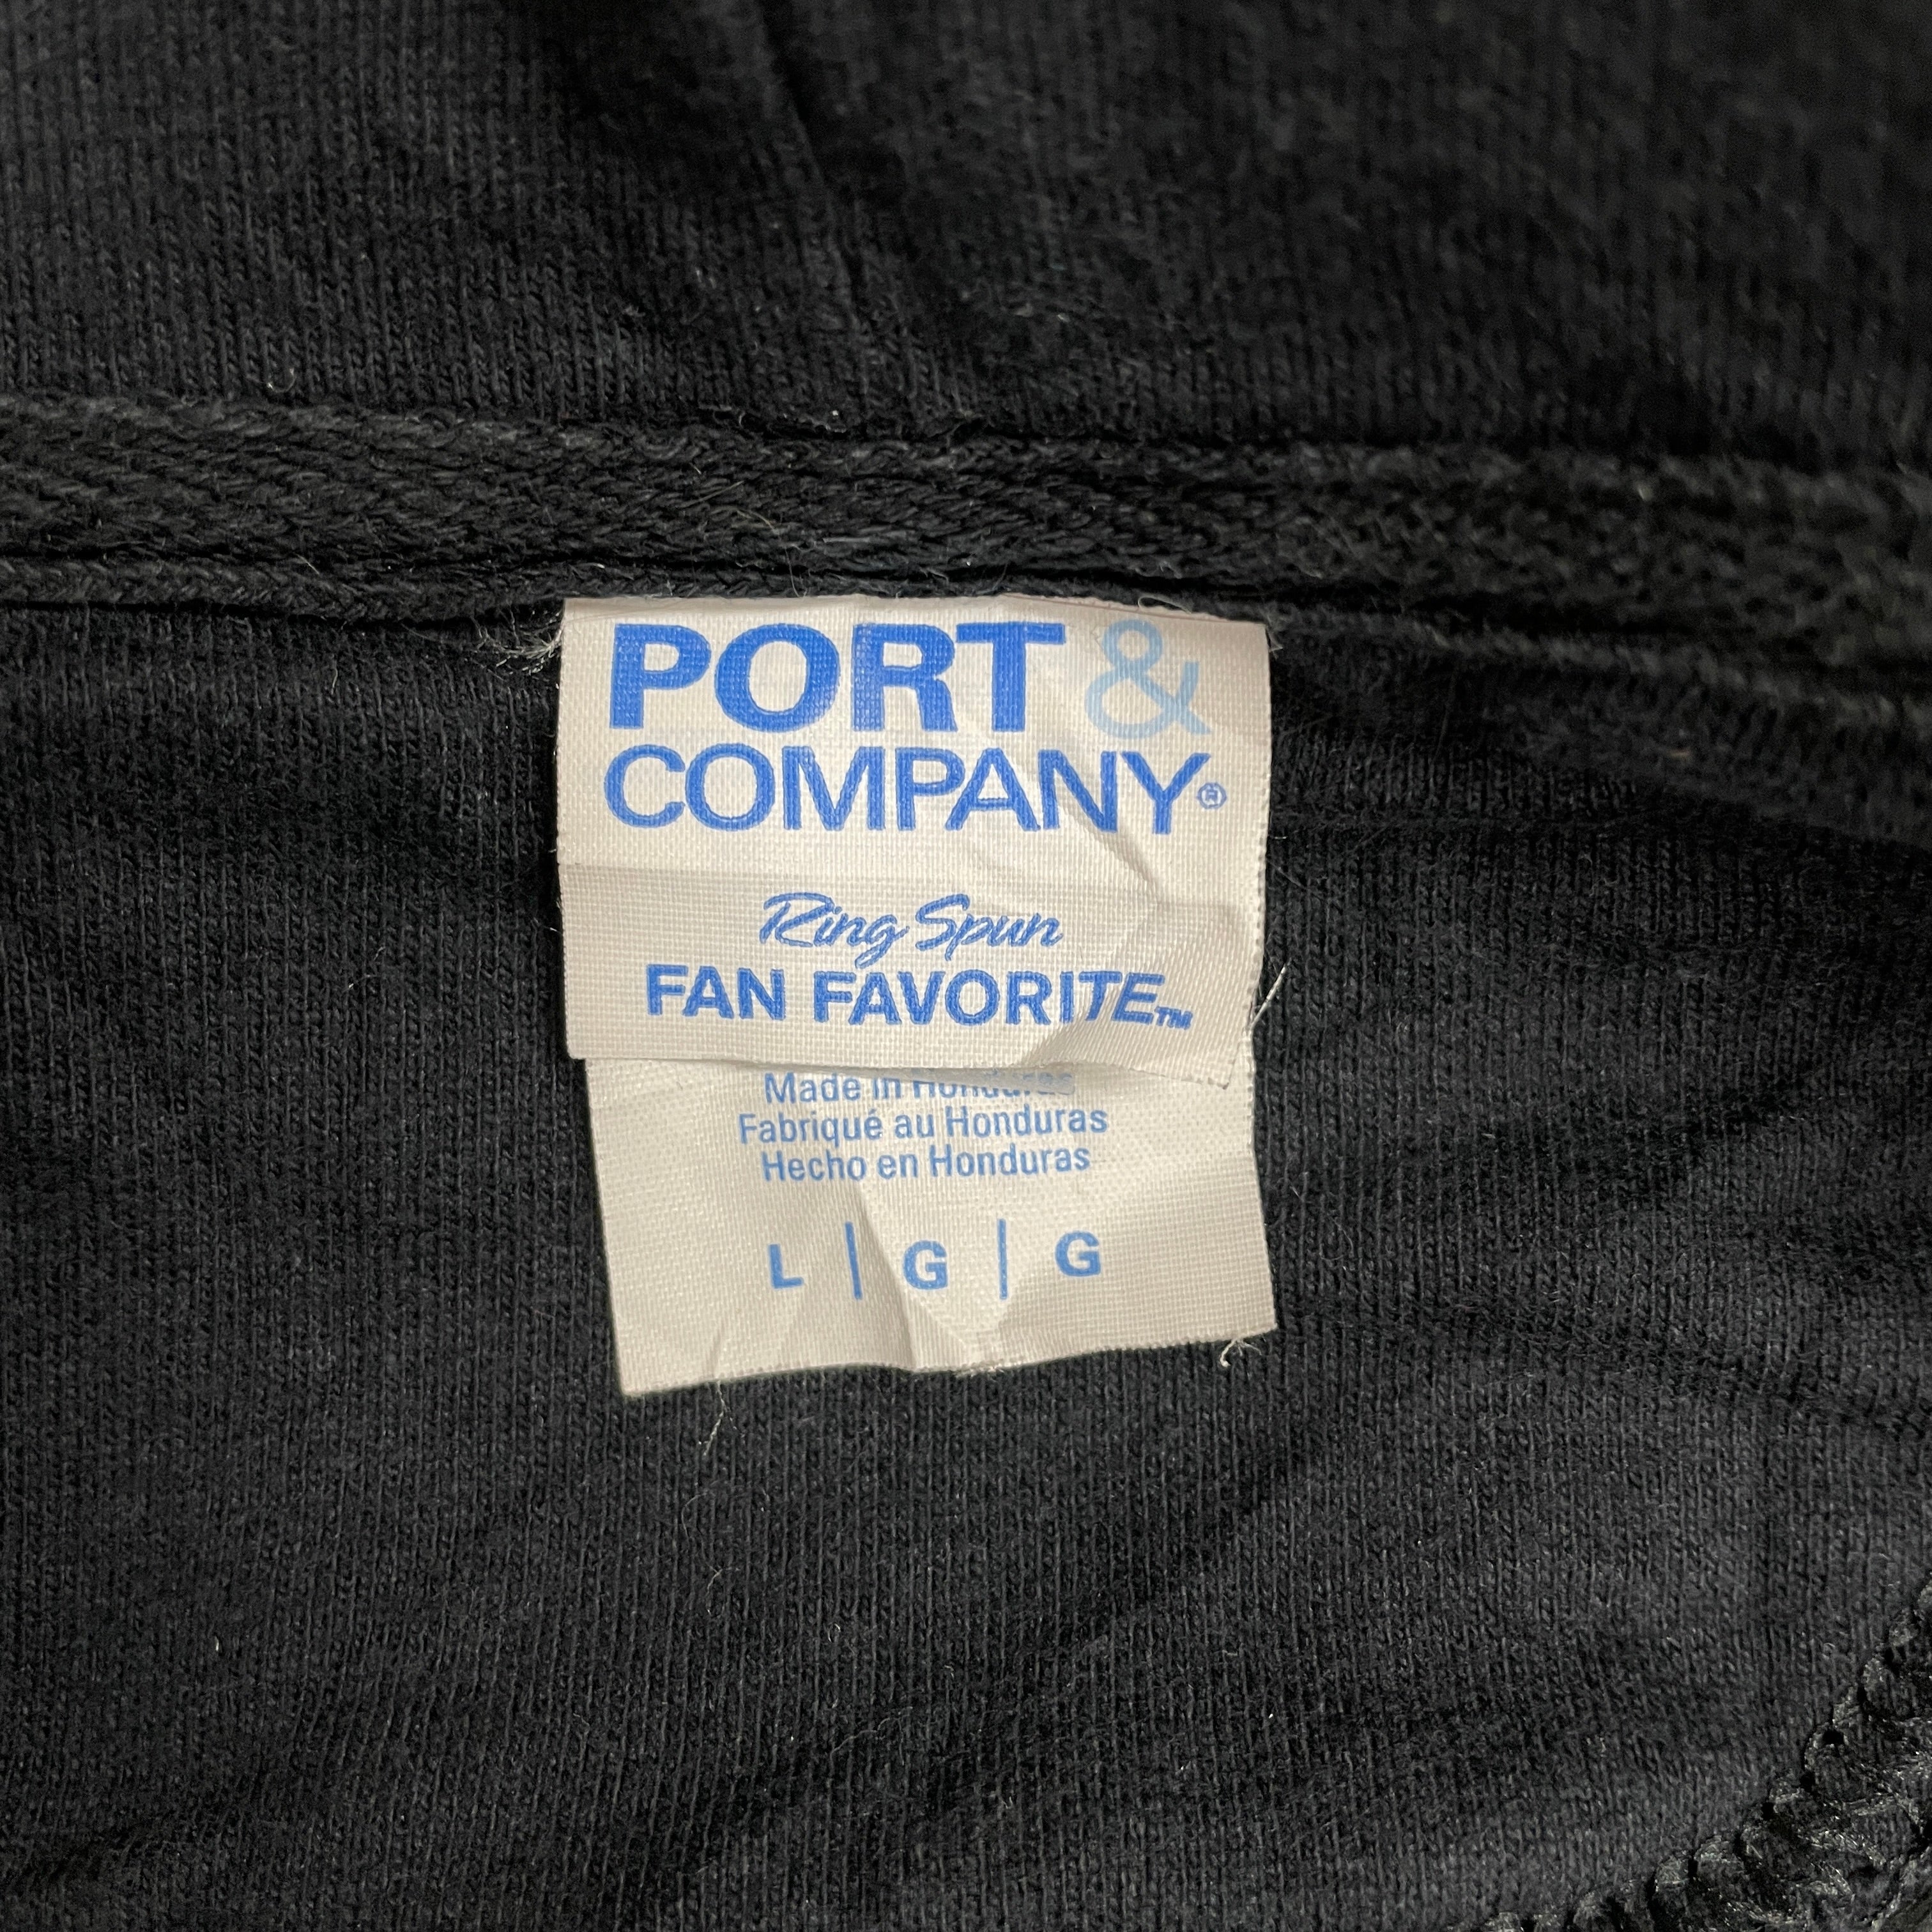 PORT &
COMPANY®
Ring Spun
FAN FAVORITE™
Made in Honduras
Fabriqué au Honduras
Hecho en Honduras
L | G | G